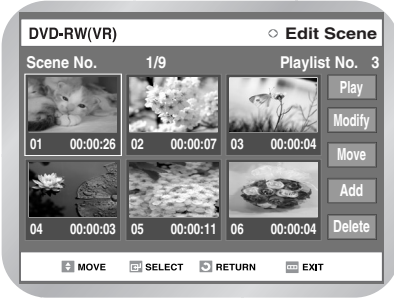 DVD-RW(VR) Edit Scene
Scene No. 1/9 Playlist No. 3
Play
Modify
01 00:00:26 02 00:00:07 03 00:00:04
Move
Add
Delete
04 00:00:03 05 00:00:11 06 00:00:04
MOVE SELECT RETURN EXIT